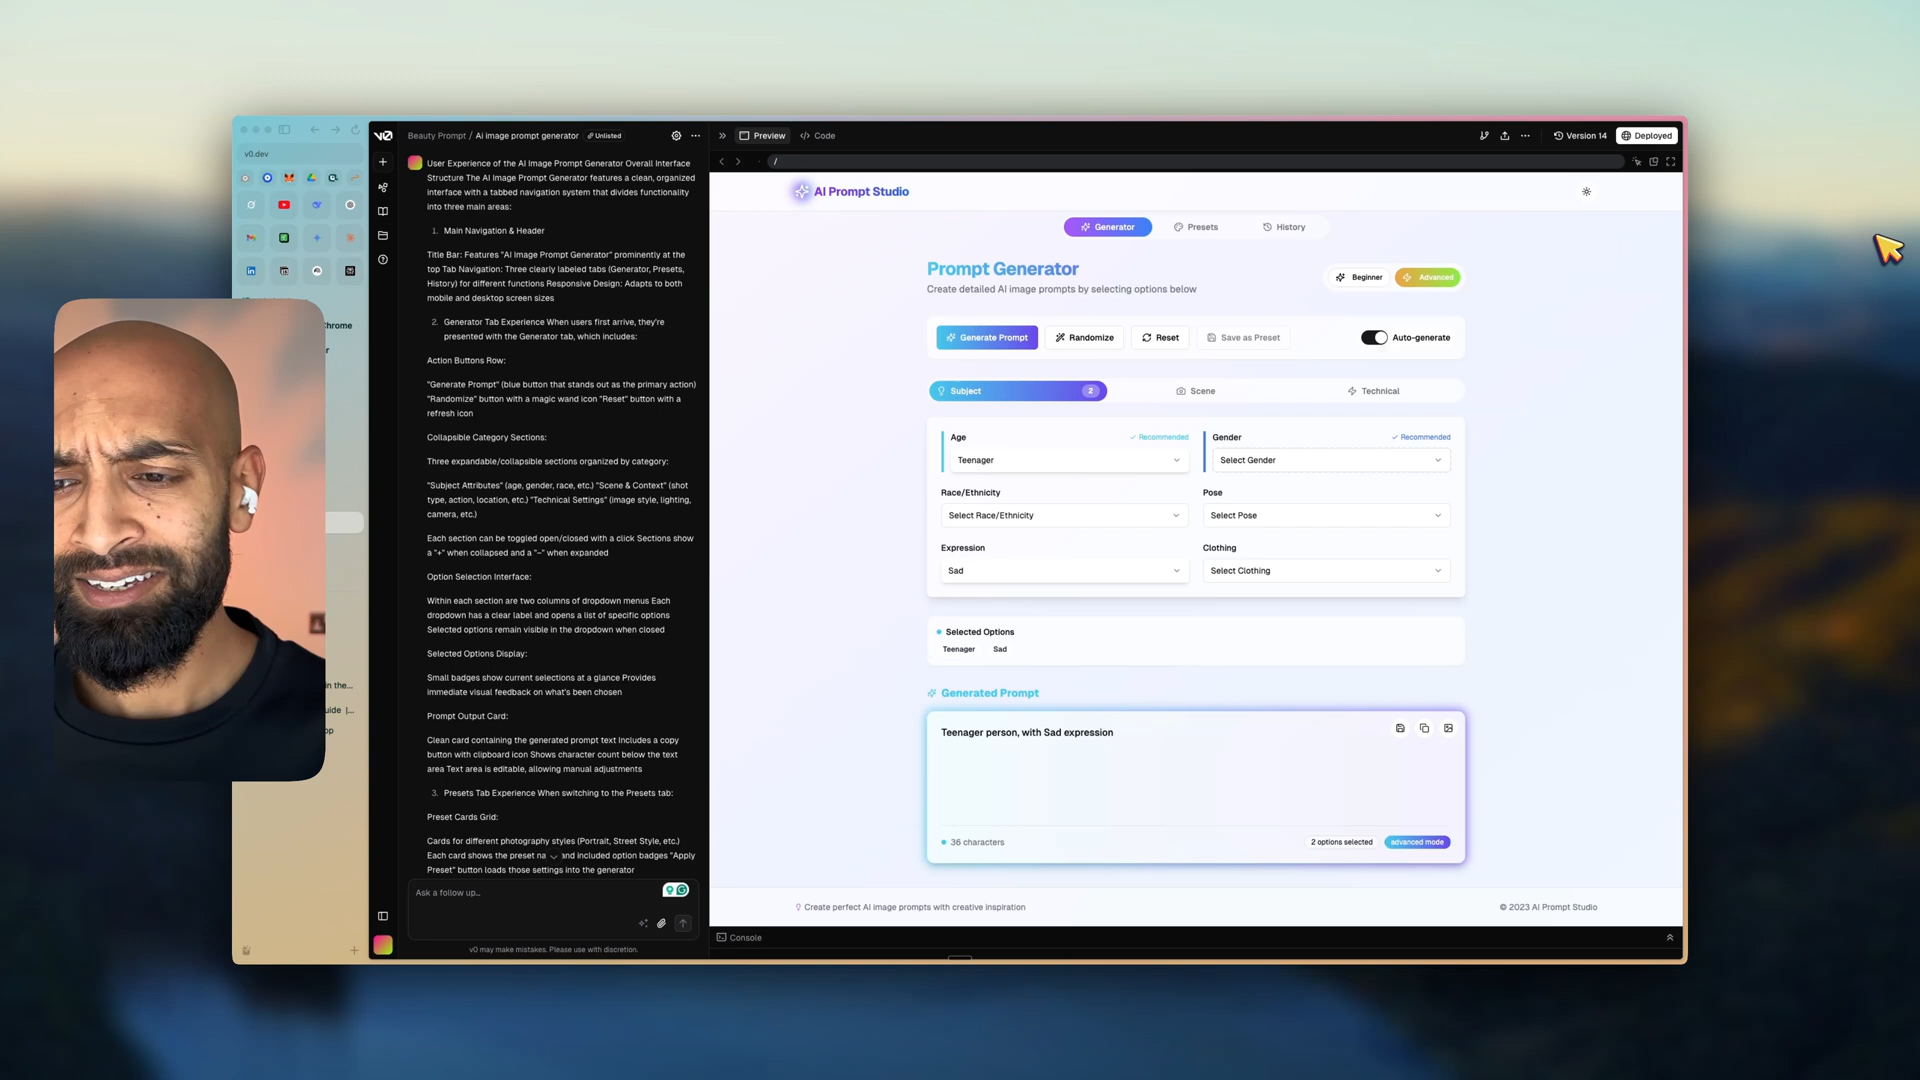 v0.dev
Chrome
in the...
uide |...
v0
Beauty Prompt / Ai image prompt generator
Unlisted
User Experience of the AI Image Prompt Generator Overall Interface
Structure The AI Image Prompt Generator features a clean, organized
interface with a tabbed navigation system that divides functionality
into three main areas:
1. Main Navigation & Header
Title Bar: Features "AI Image Prompt Generator" prominently at the
top Tab Navigation: Three clearly labeled tabs (Generator, Presets,
History) for different functions Responsive Design: Adapts to both
mobile and desktop screen sizes
2. Generator Tab Experience When users first arrive, they're
presented with the Generator tab, which includes:
Action Buttons Row:
"Generate Prompt" (blue button that stands out as the primary action)
"Randomize" button with a magic wand icon "Reset" button with a
refresh icon
Collapsible Category Sections:
Three expandable/collapsible sections organized by category:
"Subject Attributes" (age, gender, race, etc.) "Scene & Context" (shot
type, action, location, etc.) "Technical Settings" (image style, lighting,
camera, etc.)
Each section can be toggled open/closed with a click Sections show
a "+" when collapsed and a "−" when expanded
Option Selection Interface:
Within each section are two columns of dropdown menus Each
dropdown has a clear label and opens a list of specific options
Selected options remain visible in the dropdown when closed
Selected Options Display:
Small badges show current selections at a glance Provides
immediate visual feedback on what's been chosen
Prompt Output Card:
Clean card containing the generated prompt text Includes a copy
button with clipboard icon Shows character count below the text
area Text area is editable, allowing manual adjustments
3. Presets Tab Experience When switching to the Presets tab:
Preset Cards Grid:
Cards for different photography styles (Portrait, Street Style, etc.)
Each card shows the preset na and included option badges "Apply
Preset" button loads those settings into the generator
Ask a follow up...
v0 may make mistakes. Please use with discretion.
Preview
Code
Version 14
Deployed
/
AI Prompt Studio
Generator
Presets
History
Prompt Generator
Create detailed AI image prompts by selecting options below
Beginner
Advanced
Generate Prompt
Randomize
Reset
Save as Preset
Auto-generate
Subject
2
Scene
Technical
Age
Recommended
Gender
Recommended
Teenager
Select Gender
Race/Ethnicity
Pose
Select Race/Ethnicity
Select Pose
Expression
Clothing
Sad
Select Clothing
Selected Options
Teenager
Sad
Generated Prompt
Teenager person, with Sad expression
36 characters
2 options selected
advanced mode
Create perfect AI image prompts with creative inspiration
© 2023 AI Prompt Studio
Console